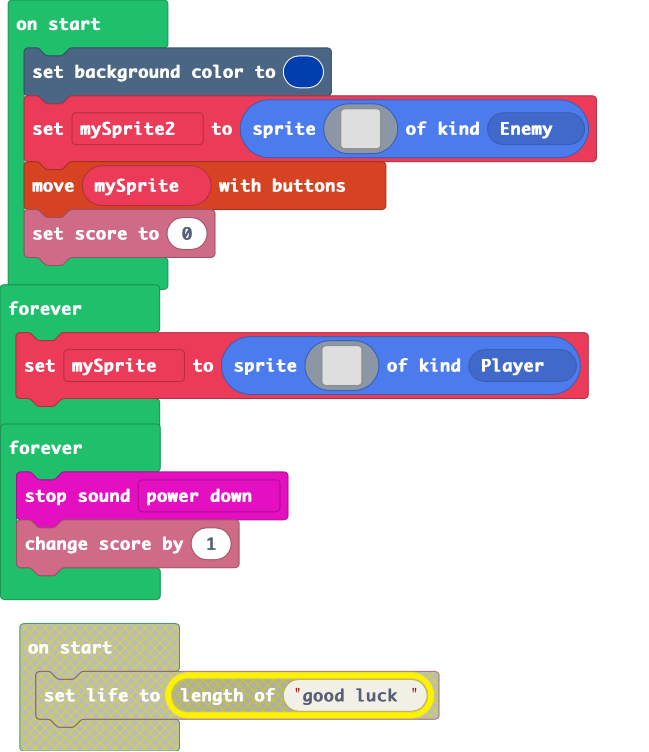 on start
set background color to
set mySprite2 to sprite of kind Enemy
move mySprite with buttons
set score to 0
forever
set mySprite to sprite of kind Player
forever
stop sound power down
change score by 1
on start
set life to length of "good luck "